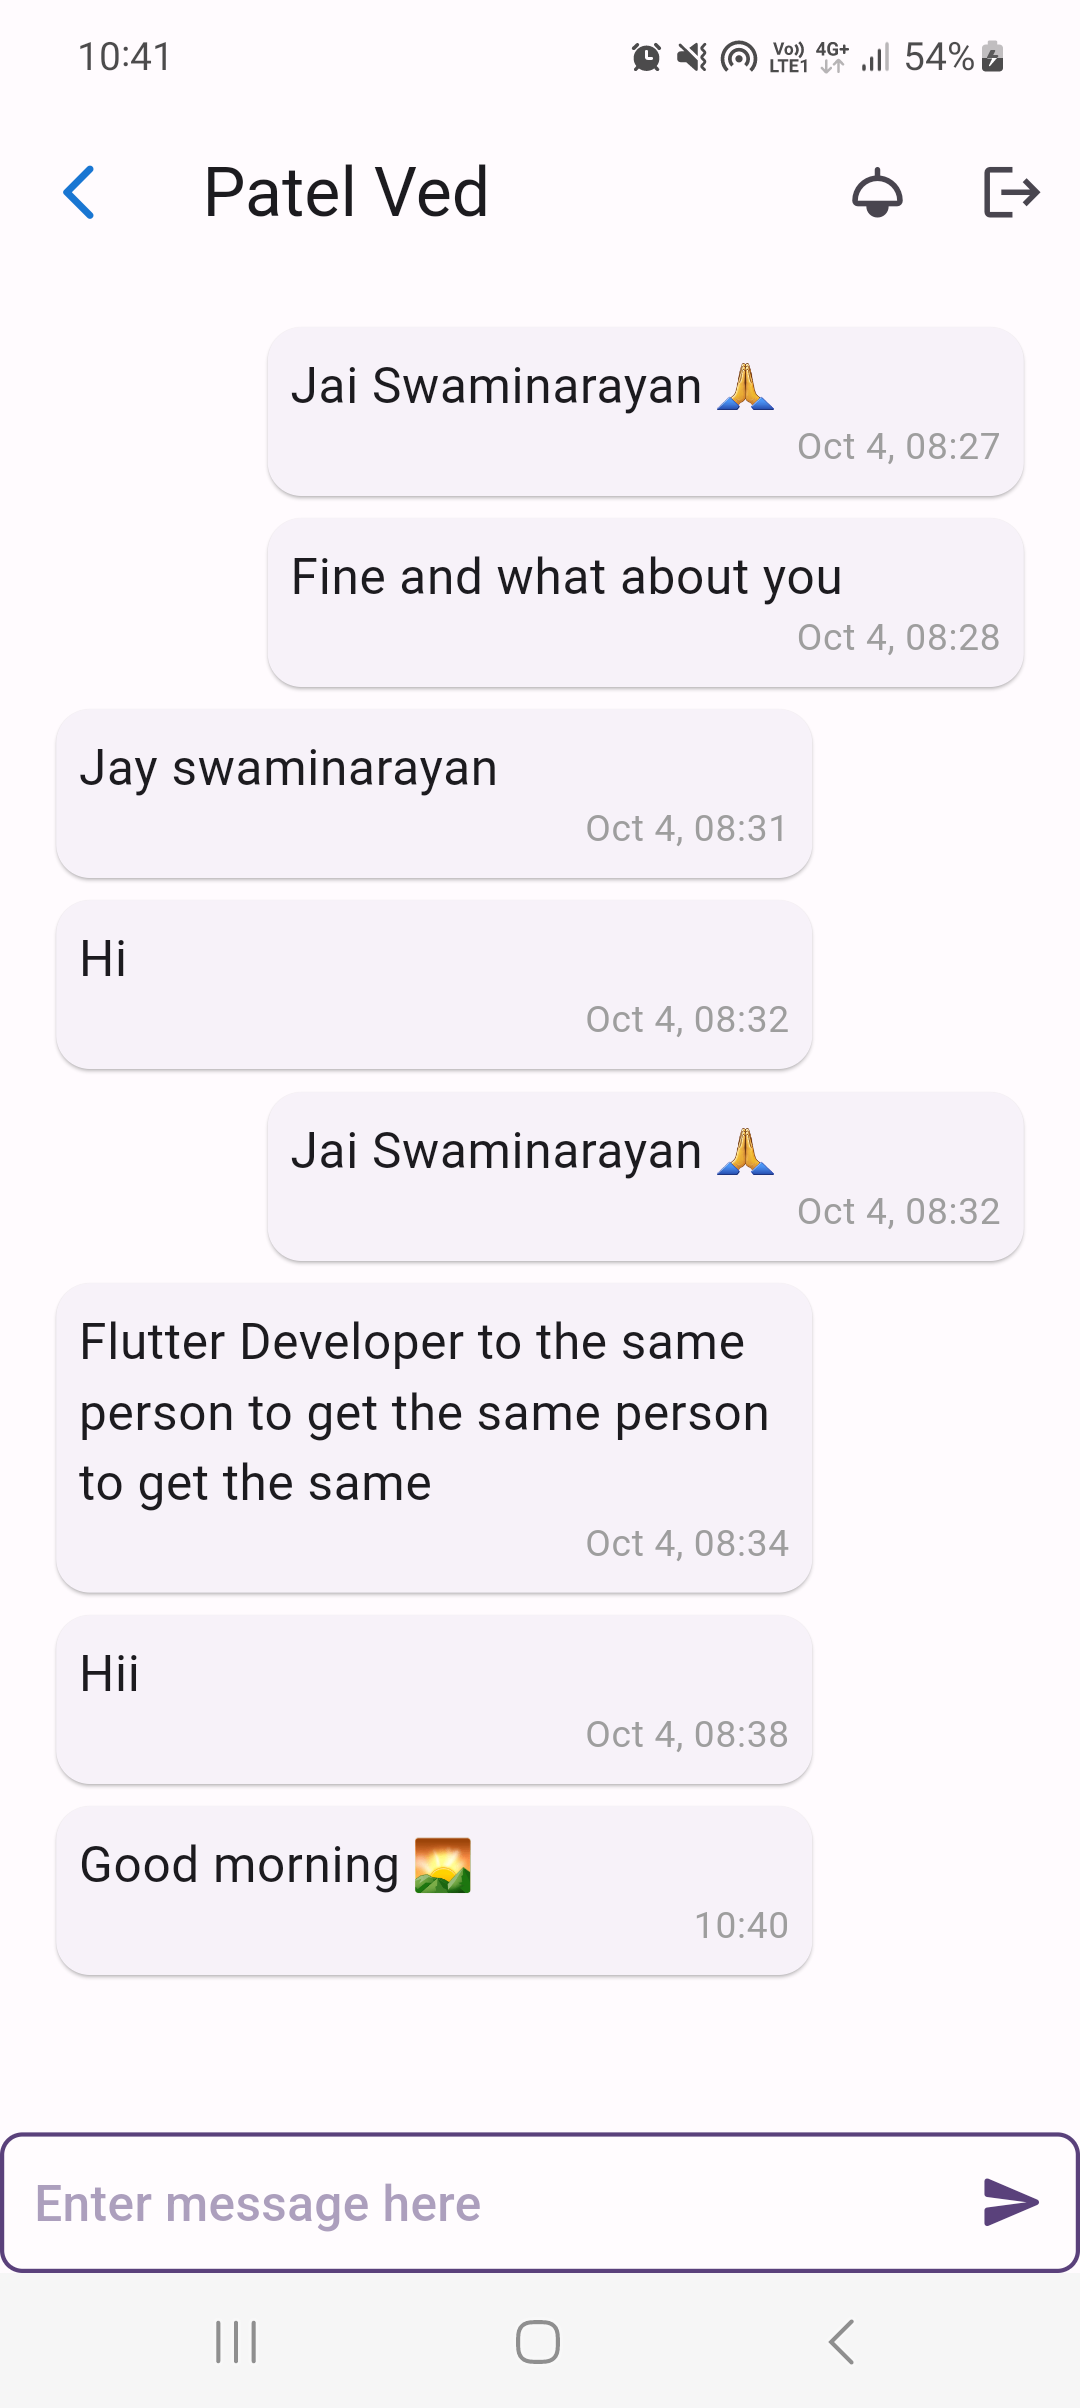 10:41
Vo))
LTE1
4G+
54%
Patel Ved
Jai Swaminarayan 🙏
Oct 4, 08:27
Fine and what about you
Oct 4, 08:28
Jay swaminarayan
Oct 4, 08:31
Hi
Oct 4, 08:32
Jai Swaminarayan 🙏
Oct 4, 08:32
Flutter Developer to the same
person to get the same person
to get the same
Oct 4, 08:34
Hii
Oct 4, 08:38
Good morning 🌄
10:40
Enter message here